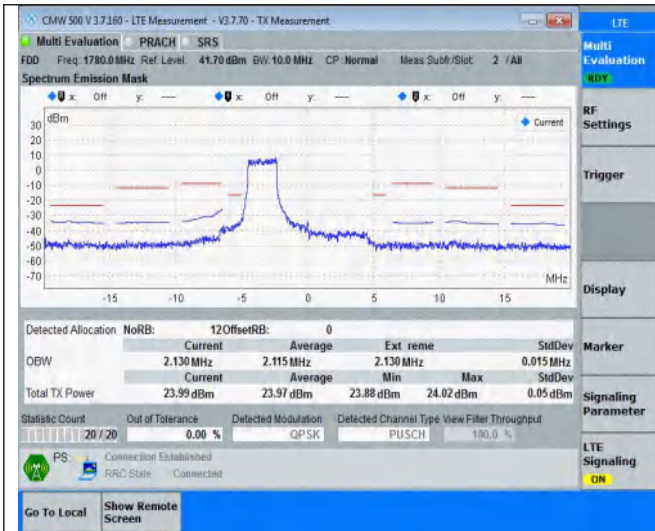 CMW 500 V 3.7.160 - LTE Measurement - V3.7.70 - TX Measurement
LTE
Multi Evaluation PRACH SRS
Multi
Evaluation
RDY
FDD Freq: 1780.0 MHz Ref. Level: 41.70 dBm BW: 10.0 MHz CP: Normal Meas Subfr./Slot: 2 /All
Spectrum Emission Mask
x: Off y: --- x: Off y: --- x: Off y: ---
dBm
Current
30
20
10
0
-10
-20
-30
-40
-50
-60
-70
MHz
-15 -10 -5 0 5 10 15
RF
Settings
Trigger
Display
Marker
Signaling
Parameter
LTE
Signaling
ON
Detected Allocation NoRB: 12 OffsetRB: 0
Current Average Extreme StdDev
OBW 2.130 MHz 2.115 MHz 2.130 MHz 0.015 MHz
Current Average Min Max StdDev
Total TX Power 23.99 dBm 23.97 dBm 23.88 dBm 24.02 dBm 0.05 dBm
Statistic Count Out of Tolerance Detected Modulation Detected Channel Type View Filter Throughput
20 / 20 0.00 % QPSK PUSCH 100.0 %
PS: Connection Established
RRC State Connected
Go To Local
Show Remote
Screen